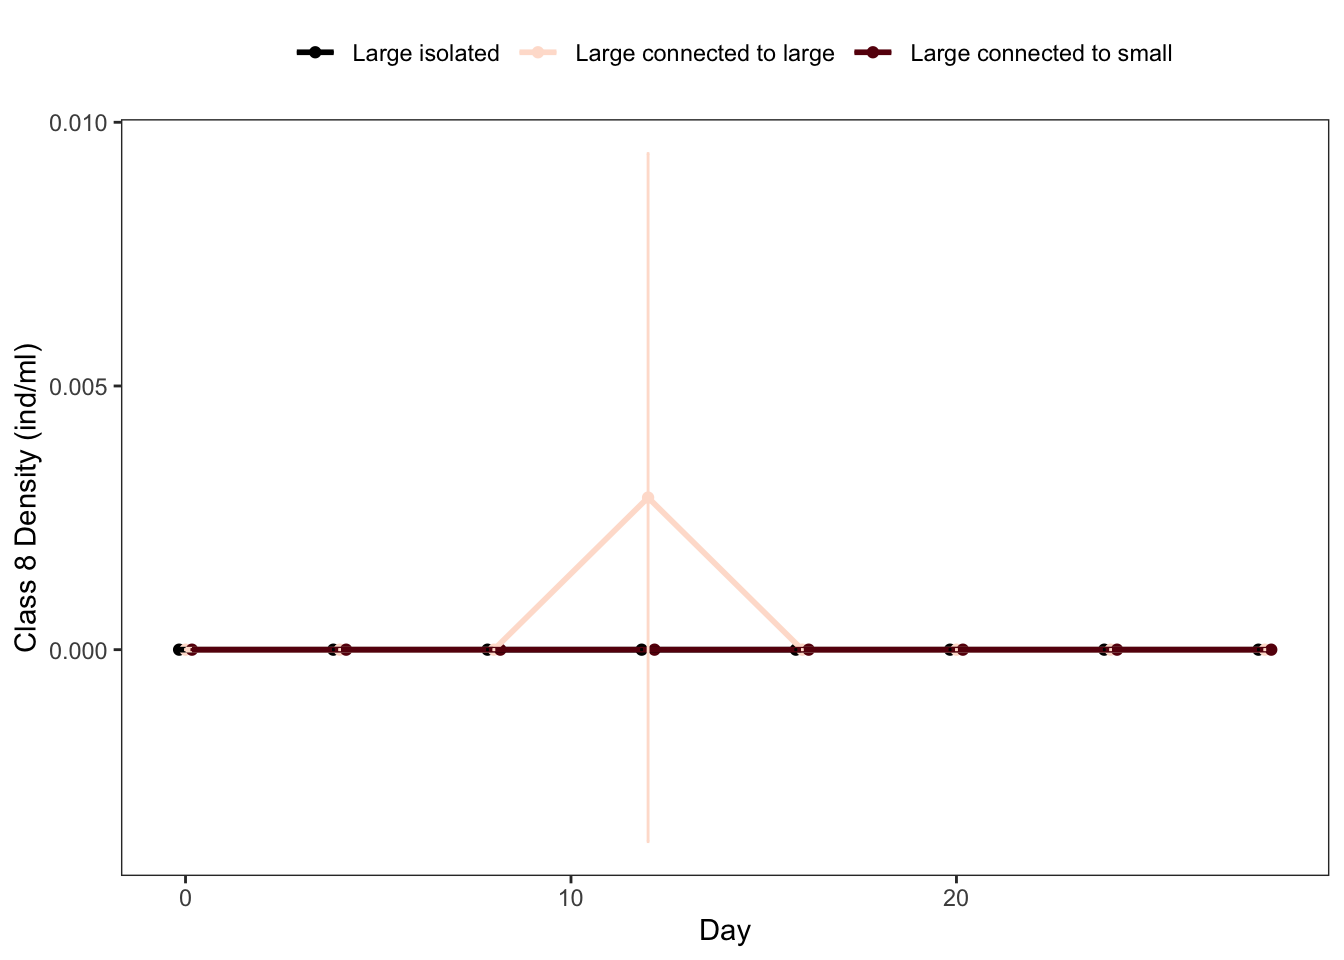 Large isolated Large connected to large Large connected to small
0.010
0.005
0.000
Class 8 Density (ind/ml)
0 10 20
Day